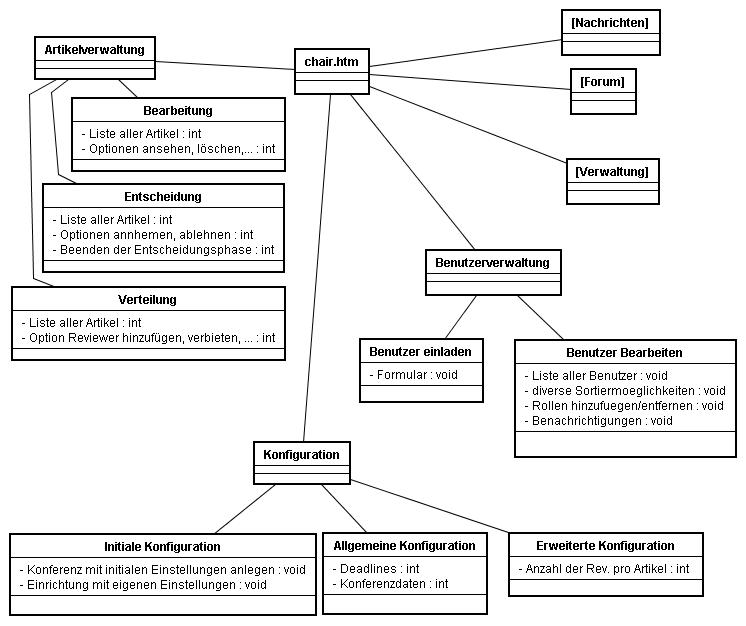 [Nachrichten]
Artikelverwaltung
chair.htm
[Forum]
Bearbeitung
- Liste aller Artikel : int
- Optionen ansehen, löschen,... : int
[Verwaltung]
Entscheidung
- Liste aller Artikel : int
- Optionen annhemen, ablehnen : int
- Beenden der Entscheidungsphase : int
Benutzerverwaltung
Verteilung
- Liste aller Artikel : int
- Option Reviewer hinzufügen, verbieten, ... : int
Benutzer einladen
- Formular : void
Benutzer Bearbeiten
- Liste aller Benutzer : void
- diverse Sortiermoeglichkeiten : void
- Rollen hinzufuegen/entfernen : void
- Benachrichtigungen : void
Konfiguration
Initiale Konfiguration
- Konferenz mit initialen Einstellungen anlegen : void
- Einrichtung mit eigenen Einstellungen : void
Allgemeine Konfiguration
- Deadlines : int
- Konferenzdaten : int
Erweiterte Konfiguration
- Anzahl der Rev. pro Artikel : int